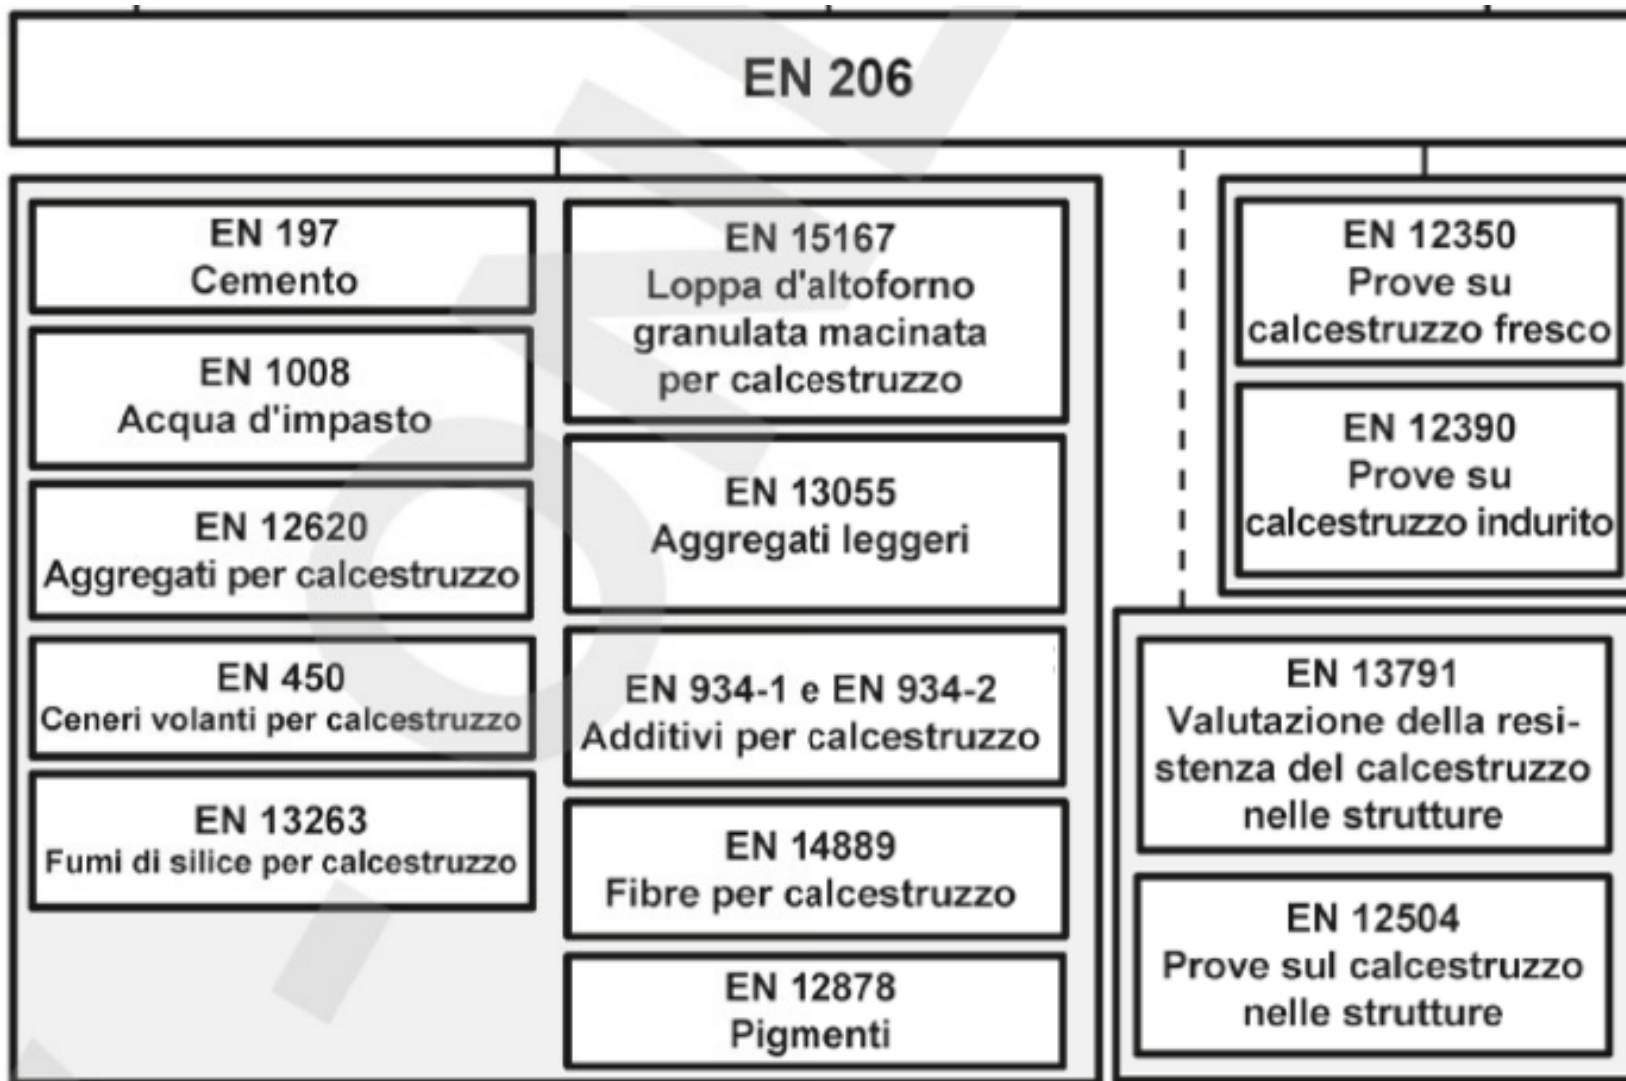 EN 206
EN 197
Cemento
EN 1008
Acqua d'impasto
EN 12620
Aggregati per calcestruzzo
EN 450
Ceneri volanti per calcestruzzo
EN 13263
Fumi di silice per calcestruzzo
EN 15167
Loppa d'altoforno
granulata macinata
per calcestruzzo
EN 13055
Aggregati leggeri
EN 934-1 e EN 934-2
Additivi per calcestruzzo
EN 14889
Fibre per calcestruzzo
EN 12878
Pigmenti
EN 12350
Prove su
calcestruzzo fresco
EN 12390
Prove su
calcestruzzo indurito
EN 13791
Valutazione della resi-
stenza del calcestruzzo
nelle strutture
EN 12504
Prove sul calcestruzzo
nelle strutture